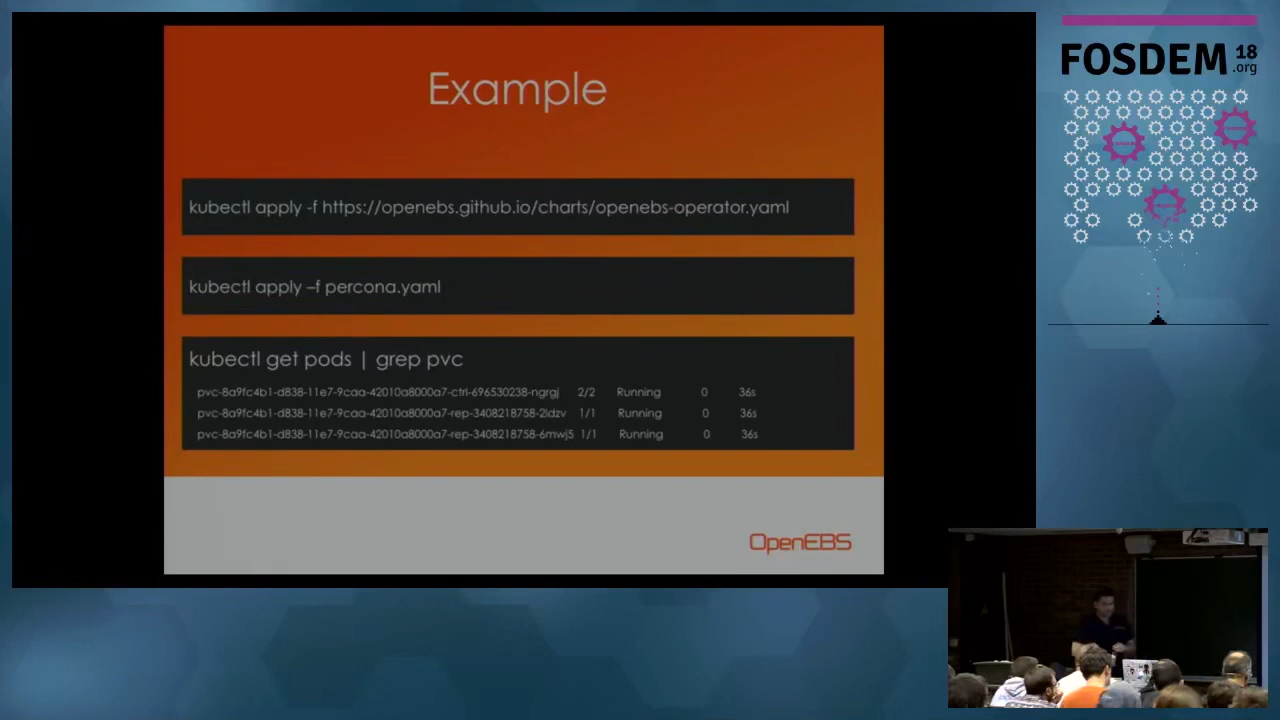 Example
kubectl apply -f https://openebs.github.io/charts/openebs-operator.yaml
kubectl apply –f percona.yaml
kubectl get pods | grep pvc
pvc-8a9fc4b1-d838-11e7-9caa-42010a8000a7-ctrl-696530238-ngrgj 2/2 Running 0 36s
pvc-8a9fc4b1-d838-11e7-9caa-42010a8000a7-rep-3408218758-2ldzv 1/1 Running 0 36s
pvc-8a9fc4b1-d838-11e7-9caa-42010a8000a7-rep-3408218758-6mwj5 1/1 Running 0 36s
OpenEBS
FOSDEM 18
.org